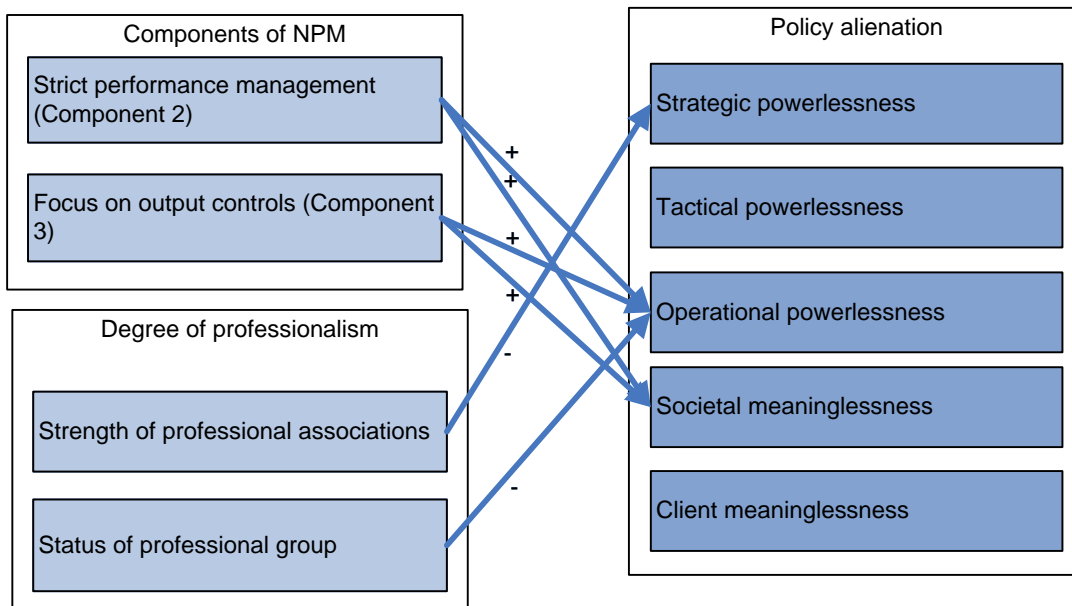 Components of NPM
Strict performance management
(Component 2)
Focus on output controls (Component
3)
Degree of professionalism
Strength of professional associations
Status of professional group
+
+
+
+
-
-
Policy alienation
Strategic powerlessness
Tactical powerlessness
Operational powerlessness
Societal meaninglessness
Client meaninglessness